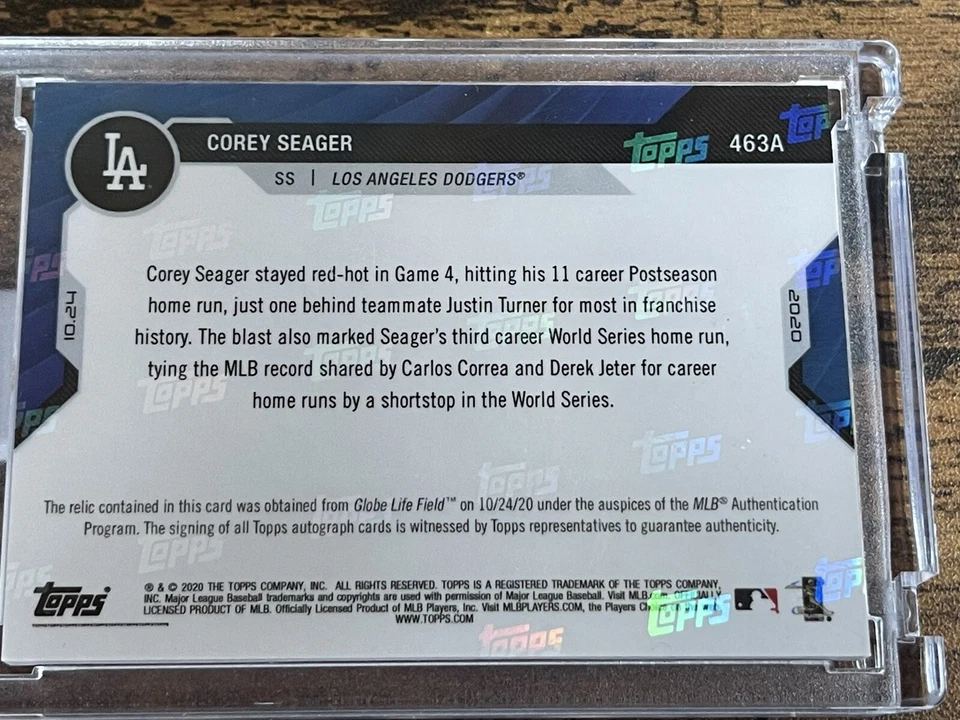 LA
COREY SEAGER
Topps
463A
SS | LOS ANGELES DODGERS®
Corey Seager stayed red-hot in Game 4, hitting his 11 career Postseason
home run, just one behind teammate Justin Turner for most in franchise
history. The blast also marked Seager's third career World Series home run,
tying the MLB record shared by Carlos Correa and Derek Jeter for career
home runs by a shortstop in the World Series.
10.24
2020
The relic contained in this card was obtained from Globe Life Field™ on 10/24/20 under the auspices of the MLB® Authentication
Program. The signing of all Topps autograph cards is witnessed by Topps representatives to guarantee authenticity.
Topps
® & © 2020 THE TOPPS COMPANY, INC. ALL RIGHTS RESERVED. TOPPS IS A REGISTERED TRADEMARK OF THE TOPPS COMPANY,
INC. Major League Baseball trademarks and copyrights are used with permission of Major League Baseball. Visit MLB.com. OFFICIALLY
LICENSED PRODUCT OF MLB. Officially Licensed Product of MLB Players, Inc. Visit MLBPLAYERS.COM, the Players
WWW.TOPPS.COM